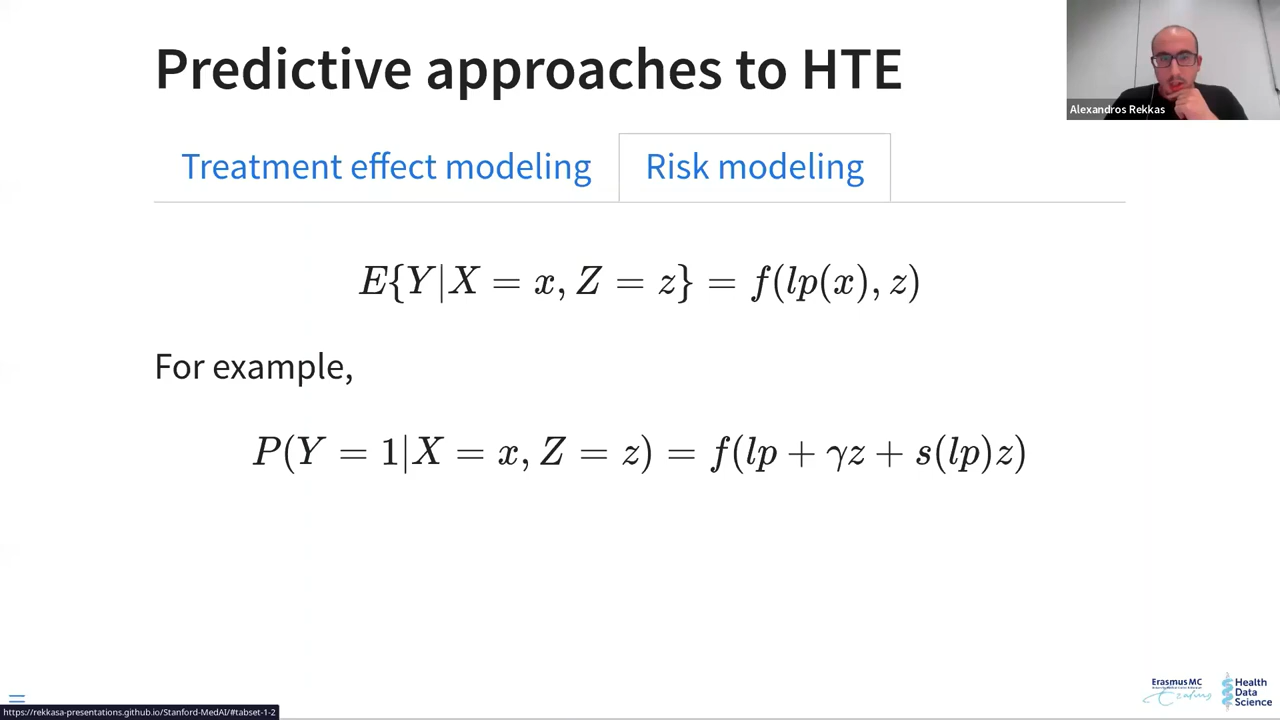 Predictive approaches to HTE
Alexandros Rekkas
Treatment effect modeling
Risk modeling
E{Y|X = x, Z = z} = f(lp(x), z)
For example,
P(Y = 1|X = x, Z = z) = f(lp + γz + s(lp)z)
Erasmus MC
Erasmus
Health
Data
Science
https://rekkasa-presentations.github.io/Stanford-MedAI/#tabset-1-2